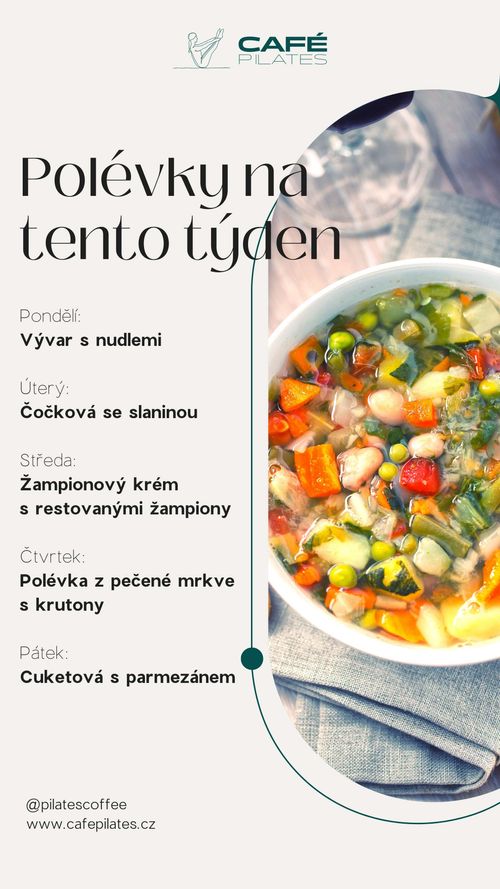 CAFÉ
PILATES
Polévky na
tento týden
Pondělí:
Vývar s nudlemi
Úterý:
Čočková se slaninou
Středa:
Žampionový krém
s restovanými žampiony
Čtvrtek:
Polévka z pečené mrkve
s krutony
Pátek:
Cuketová s parmezánem
@pilatescoffee
www.cafepilates.cz